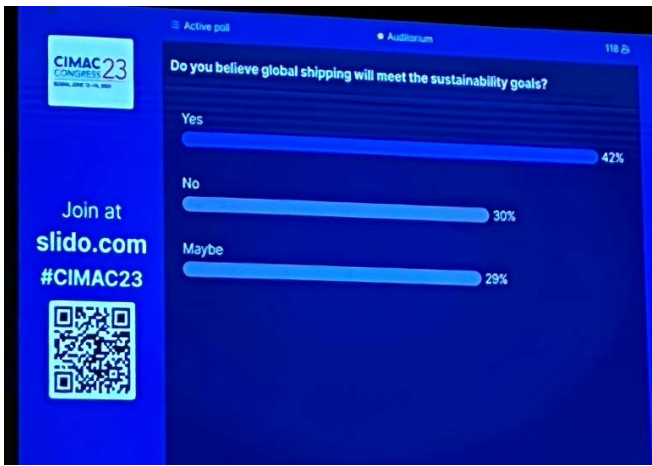 Active poll
Auditorium
118
CIMAC
CONGRESS 23
Do you believe global shipping will meet the sustainability goals?
Yes
42%
No
30%
Maybe
29%
Join at
slido.com
#CIMAC23